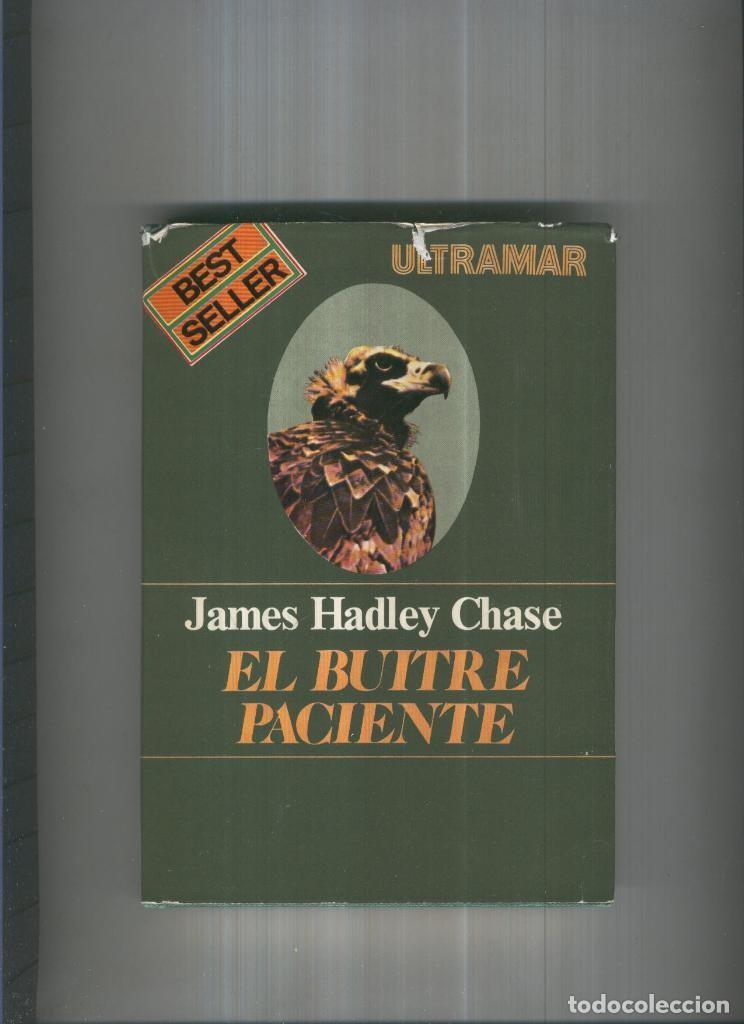 BEST
SELLER
ULTRAMAR
James Hadley Chase
EL BUITRE
PACIENTE
todocoleccion